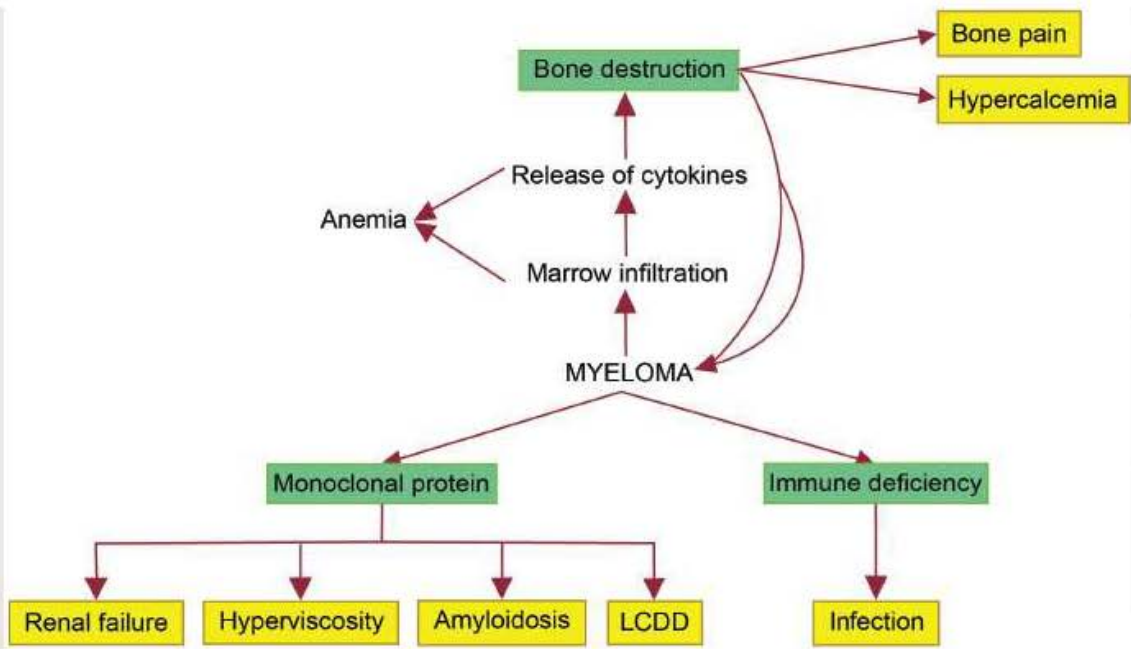 Bone pain
Bone destruction
Hypercalcemia
Release of cytokines
Anemia
Marrow infiltration
MYELOMA
Monoclonal protein
Immune deficiency
Renal failure
Hyperviscosity
Amyloidosis
LCDD
Infection